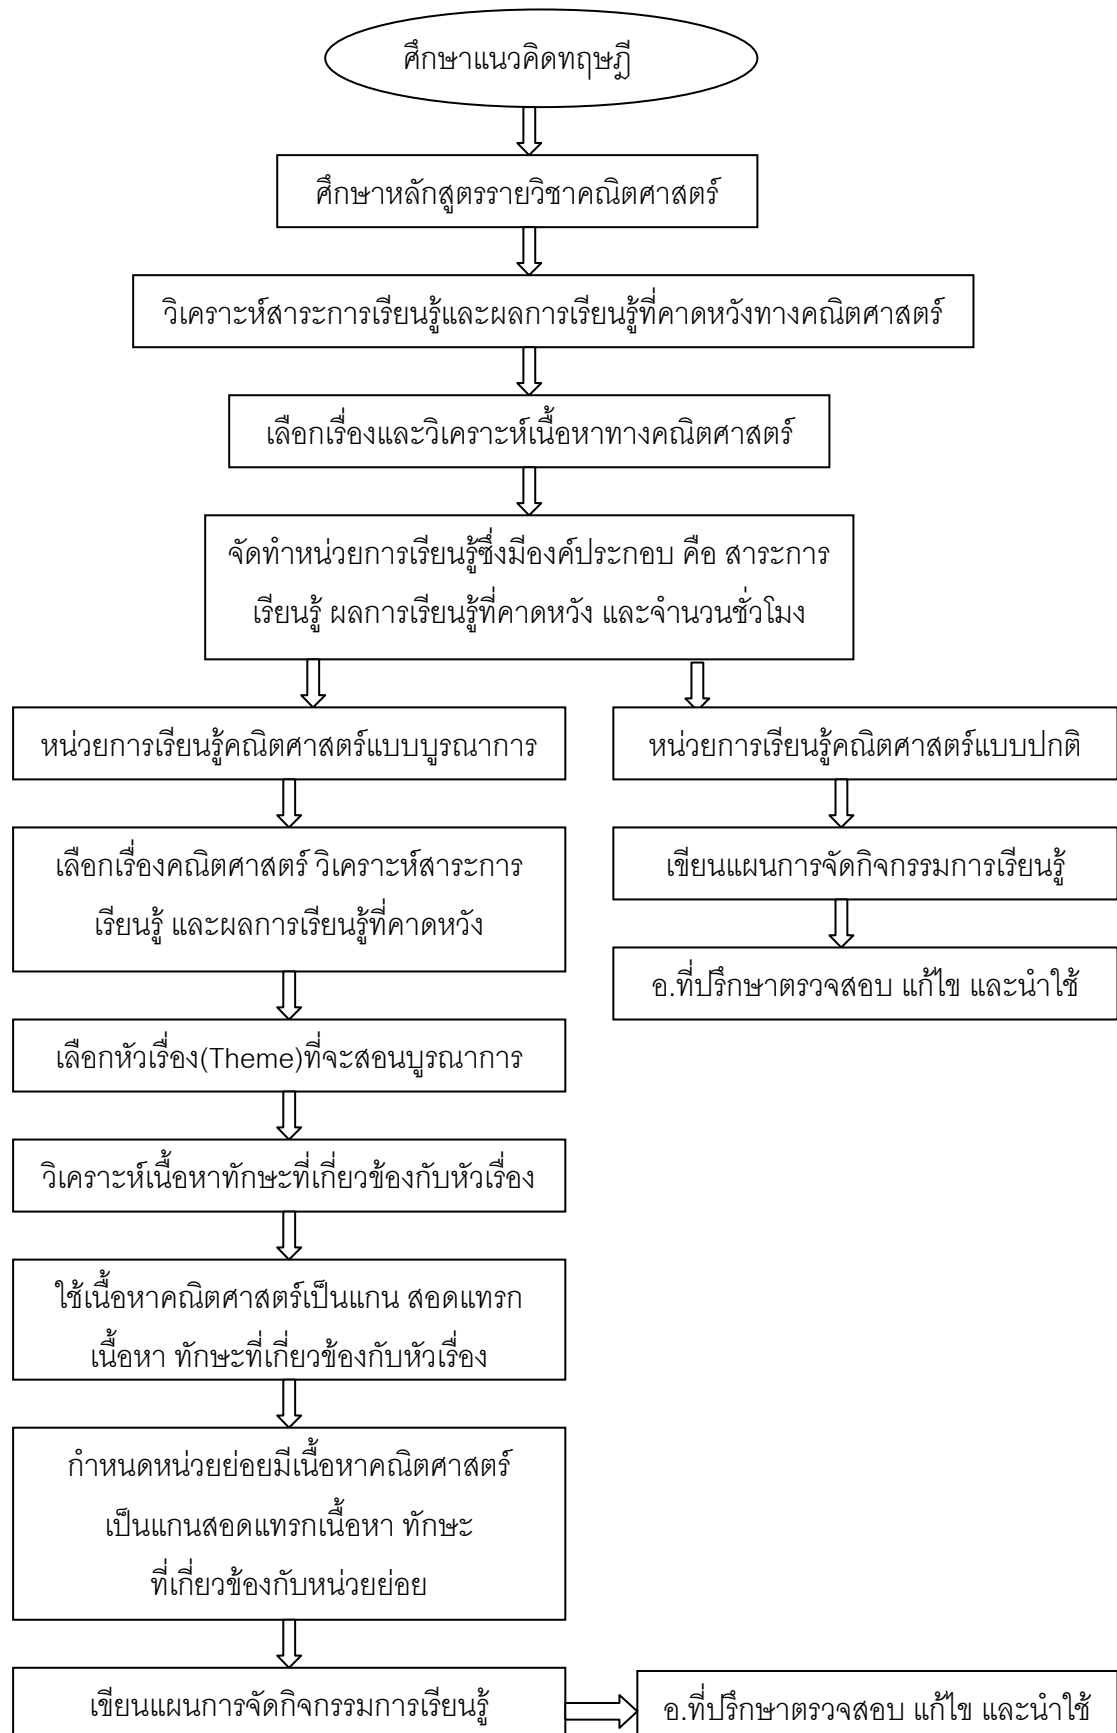 ศึกษาแนวคิดทฤษฎี
ศึกษาหลักสูตรรายวิชาคณิตศาสตร์
วิเคราะห์สาระการเรียนรู้และผลการเรียนรู้ที่คาดหวังทางคณิตศาสตร์
เลือกเรื่องและวิเคราะห์เนื้อหาทางคณิตศาสตร์
จัดทำหน่วยการเรียนรู้ซึ่งมีองค์ประกอบ คือ สาระการ
เรียนรู้ ผลการเรียนรู้ที่คาดหวัง และจำนวนชั่วโมง
หน่วยการเรียนรู้คณิตศาสตร์แบบบูรณาการ
เลือกเรื่องคณิตศาสตร์ วิเคราะห์สาระการ
เรียนรู้ และผลการเรียนรู้ที่คาดหวัง
เลือกหัวเรื่อง(Theme)ที่จะสอนบูรณาการ
วิเคราะห์เนื้อหาทักษะที่เกี่ยวข้องกับหัวเรื่อง
ใช้เนื้อหาคณิตศาสตร์เป็นแกน สอดแทรก
เนื้อหา ทักษะที่เกี่ยวข้องกับหัวเรื่อง
กำหนดหน่วยย่อยมีเนื้อหาคณิตศาสตร์
เป็นแกนสอดแทรกเนื้อหา ทักษะ
ที่เกี่ยวข้องกับหน่วยย่อย
เขียนแผนการจัดกิจกรรมการเรียนรู้
อ.ที่ปรึกษาตรวจสอบ แก้ไข และนำใช้
หน่วยการเรียนรู้คณิตศาสตร์แบบปกติ
เขียนแผนการจัดกิจกรรมการเรียนรู้
อ.ที่ปรึกษาตรวจสอบ แก้ไข และนำใช้